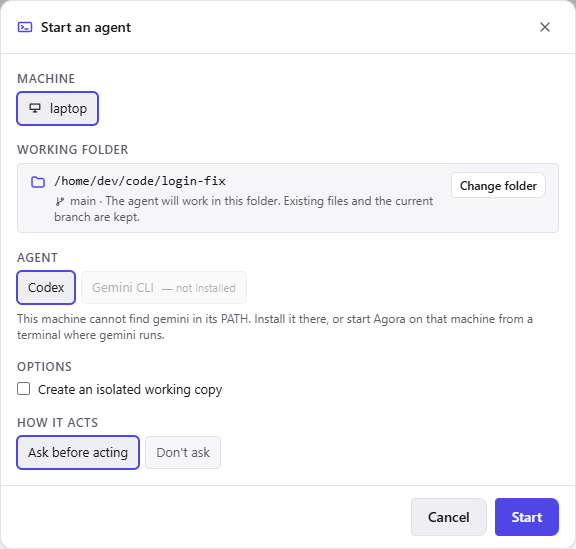 Start an agent
MACHINE
laptop
WORKING FOLDER
/home/dev/code/login-fix
Change folder
main · The agent will work in this folder. Existing files and the current
branch are kept.
AGENT
Codex
Gemini CLI — not installed
This machine cannot find gemini in its PATH. Install it there, or start Agora on that machine from a
terminal where gemini runs.
OPTIONS
Create an isolated working copy
HOW IT ACTS
Ask before acting
Don't ask
Cancel
Start